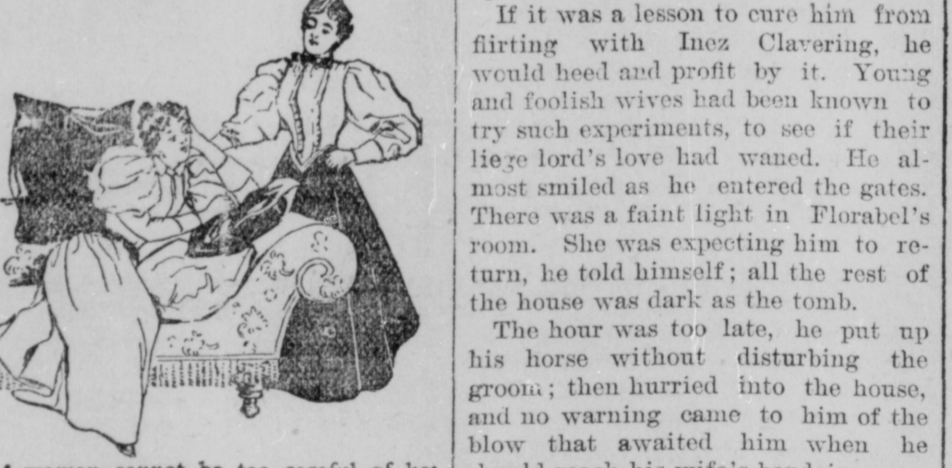 If it was a lesson to cure him from
flirting with Inez Clavering, he
would heed and profit by it. Young
and foolish wives had been known to
try such experiments, to see if their
liege lord's love had waned. He al-
most smiled as he entered the gates.
There was a faint light in Florabel's
room. She was expecting him to re-
turn, he told himself; all the rest of
the house was dark as the tomb.
The hour was too late, he put up
his horse without disturbing the
groom; then hurried into the house,
and no warning came to him of the
blow that awaited him when he